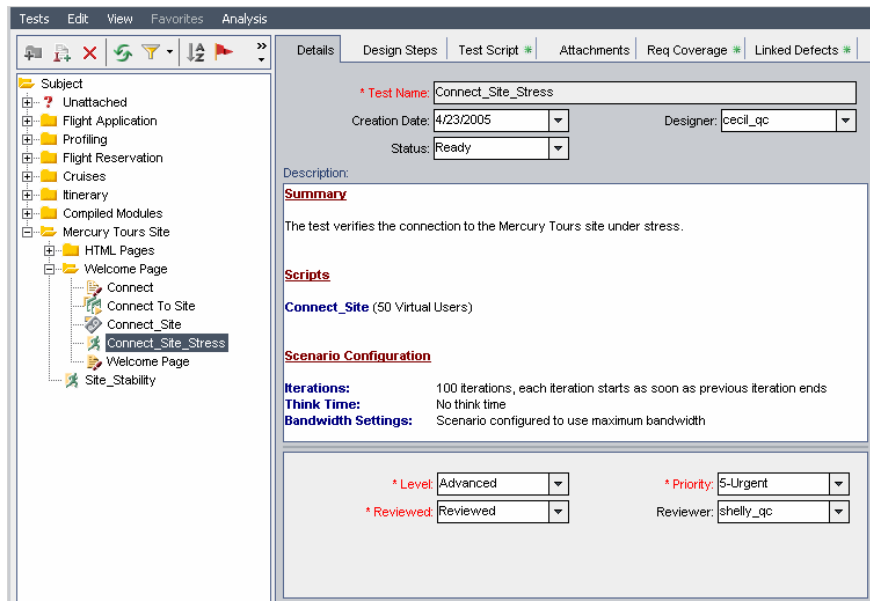 Tests Edit View Favorites Analysis
Details Design Steps Test Script * Attachments Req Coverage * Linked Defects *
Subject
Unattached
Flight Application
Profiling
Flight Reservation
Cruises
Itinerary
Compiled Modules
Mercury Tours Site
HTML Pages
Welcome Page
Connect
Connect To Site
Connect_Site
Connect_Site_Stress
Welcome Page
Site_Stability
* Test Name: Connect_Site_Stress
Creation Date: 4/23/2005 Designer: cecil_qc
Status: Ready
Description:
Summary
The test verifies the connection to the Mercury Tours site under stress.
Scripts
Connect_Site (50 Virtual Users)
Scenario Configuration
Iterations: 100 iterations, each iteration starts as soon as previous iteration ends
Think Time: No think time
Bandwidth Settings: Scenario configured to use maximum bandwidth
* Level: Advanced * Priority: 5-Urgent
* Reviewed: Reviewed Reviewer: shelly_qc